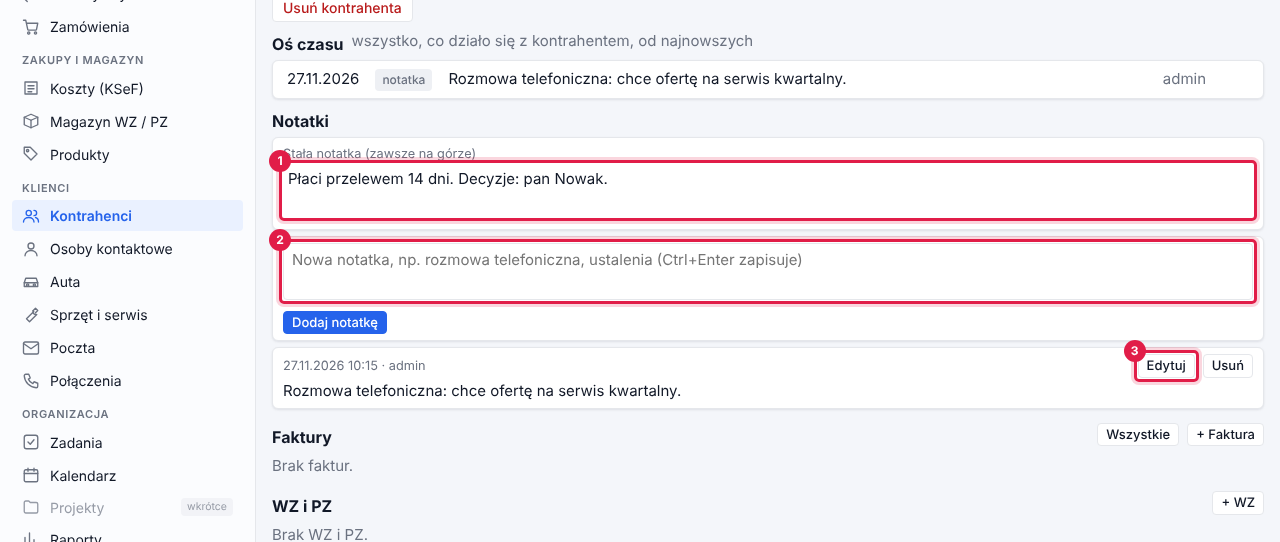 Zamówienia
ZAKUPY I MAGAZYN
Koszty (KSeF)
Magazyn WZ / PZ
Produkty
KLIENCI
Kontrahenci
Osoby kontaktowe
Auta
Sprzęt i serwis
Poczta
Połączenia
ORGANIZACJA
Zadania
Kalendarz
Projekty wkrótce
Raporty
Usuń kontrahenta
Oś czasu wszystko, co działo się z kontrahentem, od najnowszych
27.11.2026 notatka Rozmowa telefoniczna: chce ofertę na serwis kwartalny. admin
Notatki
Stała notatka (zawsze na górze)
1
Płaci przelewem 14 dni. Decyzje: pan Nowak.
2
Nowa notatka, np. rozmowa telefoniczna, ustalenia (Ctrl+Enter zapisuje)
Dodaj notatkę
3
27.11.2026 10:15 · admin Edytuj Usuń
Rozmowa telefoniczna: chce ofertę na serwis kwartalny.
Faktury Wszystkie + Faktura
Brak faktur.
WZ i PZ + WZ
Brak WZ i PZ.